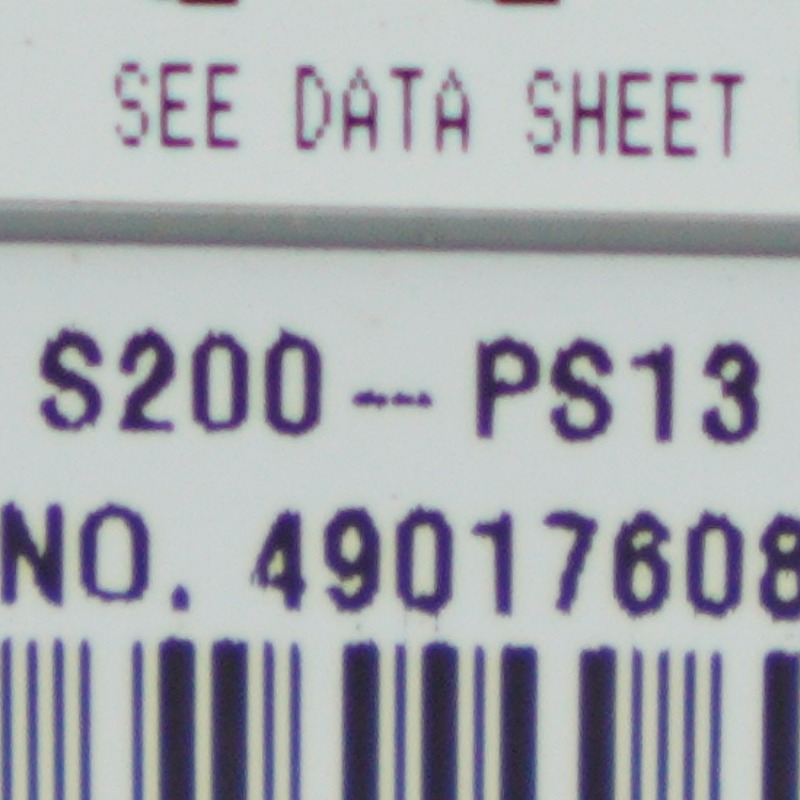 SEE DATA SHEET
S200-PS13
NO. 49017608